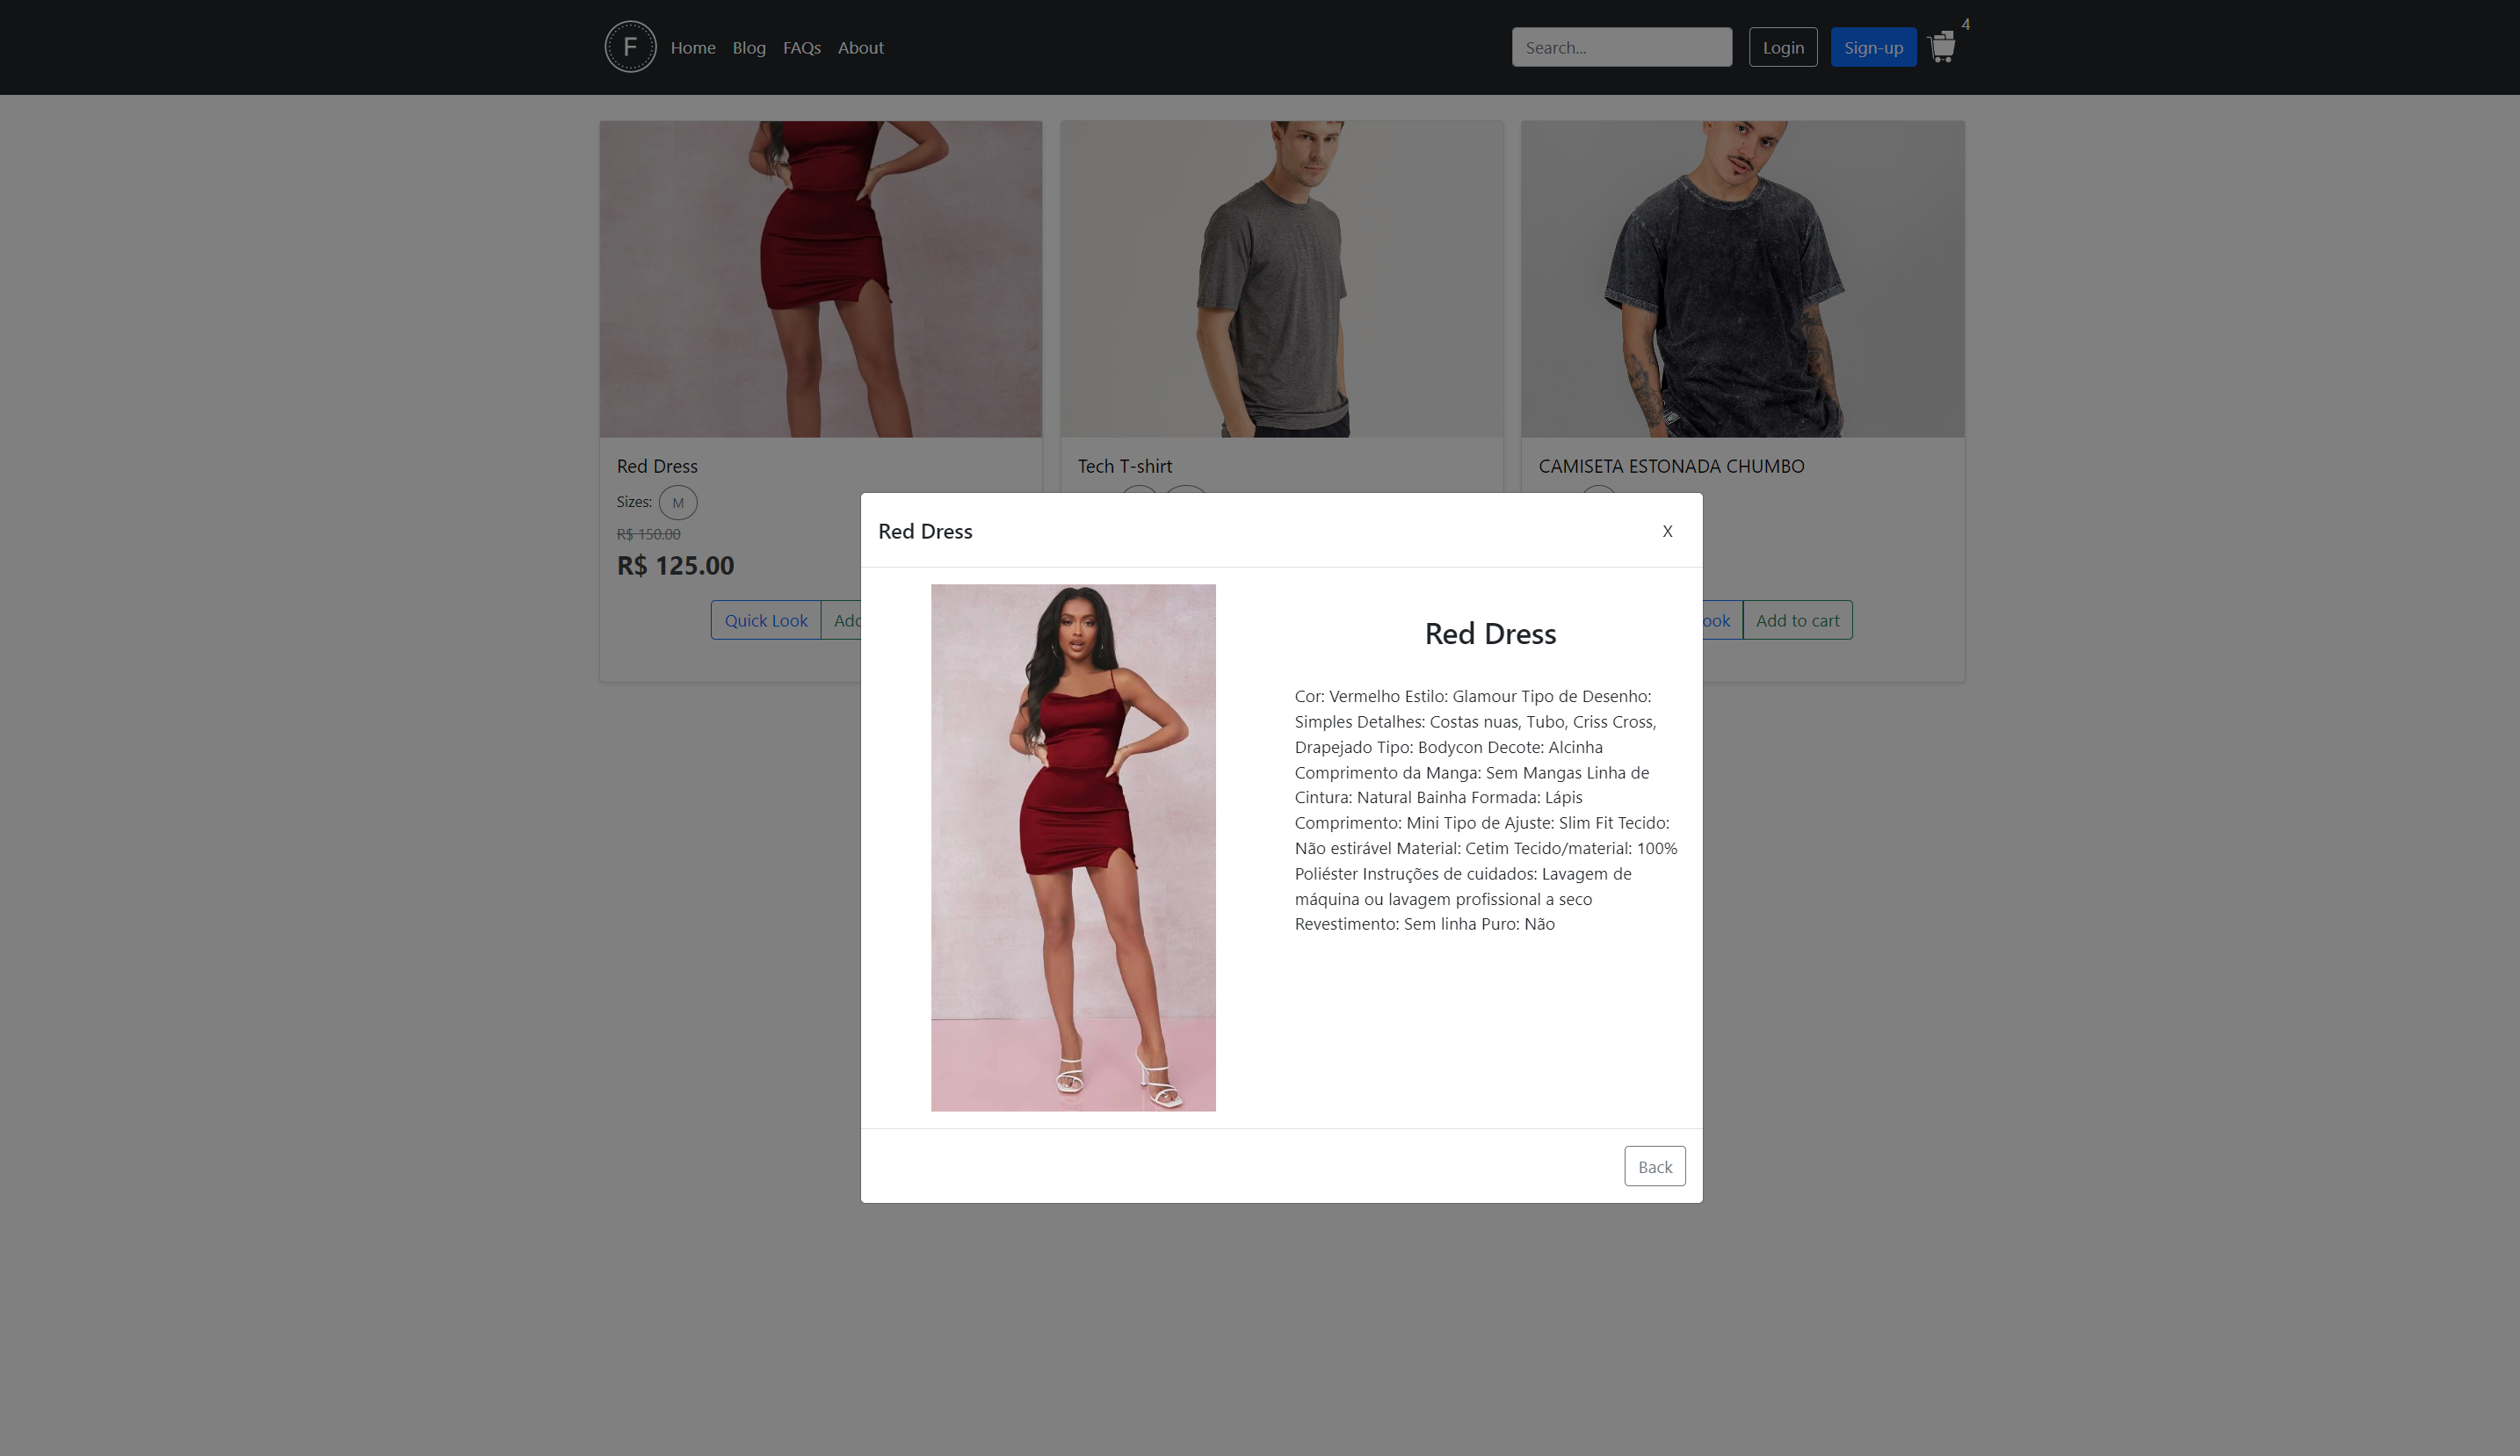 F
Home Blog FAQs About
Search...
Login
Sign-up
4
Red Dress
Sizes: M
R$ 150.00
R$ 125.00
Quick Look
Tech T-shirt
CAMISETA ESTONADA CHUMBO
Add to cart
Red Dress
X
Red Dress
Cor: Vermelho Estilo: Glamour Tipo de Desenho:
Simples Detalhes: Costas nuas, Tubo, Criss Cross,
Drapejado Tipo: Bodycon Decote: Alcinha
Comprimento da Manga: Sem Mangas Linha de
Cintura: Natural Bainha Formada: Lápis
Comprimento: Mini Tipo de Ajuste: Slim Fit Tecido:
Não estirável Material: Cetim Tecido/material: 100%
Poliéster Instruções de cuidados: Lavagem de
máquina ou lavagem profissional a seco
Revestimento: Sem linha Puro: Não
Back